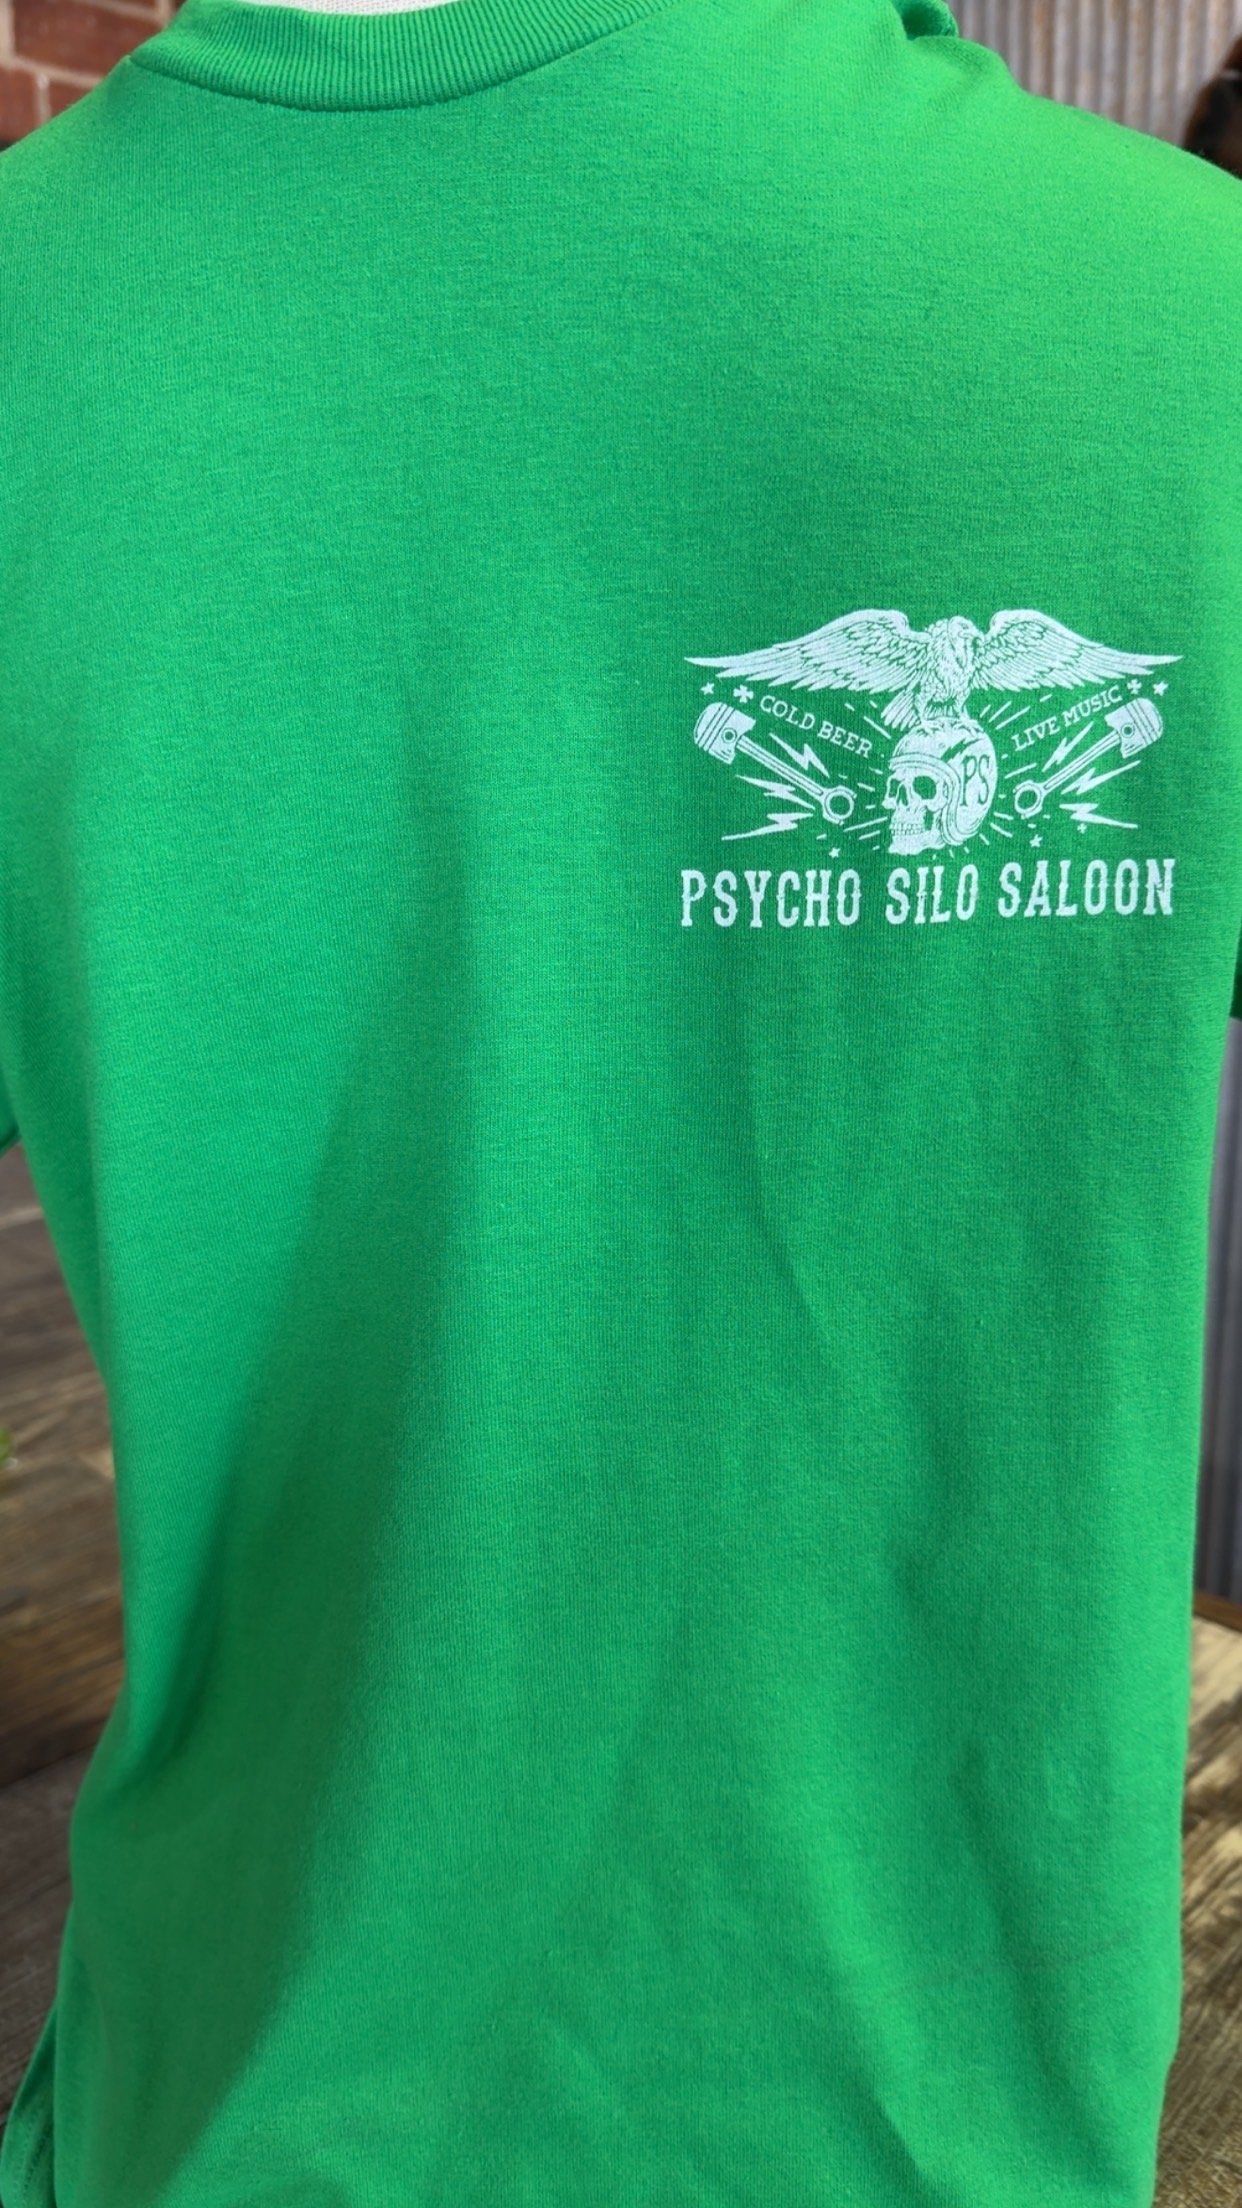 COLD BEER
LIVE MUSIC
PS
PSYCHO SILO SALOON